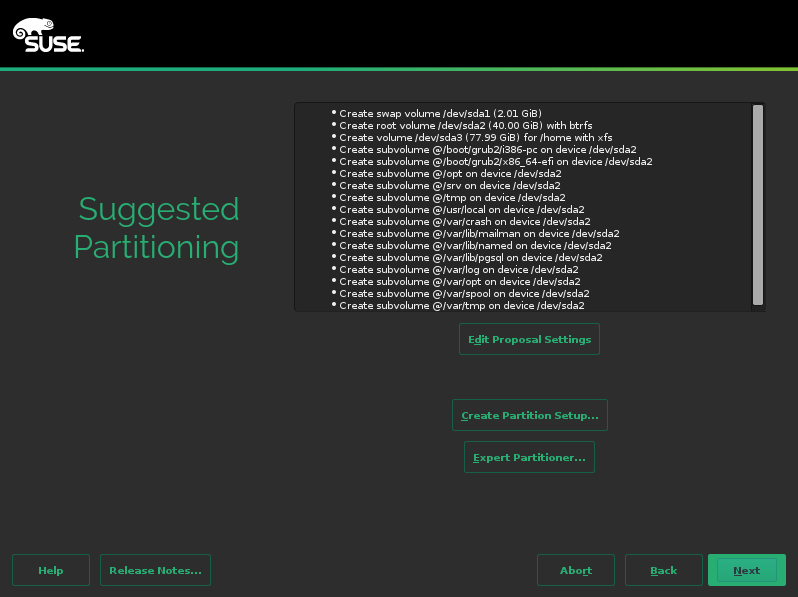 SUSE.
Suggested
Partitioning
• Create swap volume /dev/sda1 (2.01 GiB)
• Create root volume /dev/sda2 (40.00 GiB) with btrfs
• Create volume /dev/sda3 (77.99 GiB) for /home with xfs
• Create subvolume @/boot/grub2/i386-pc on device /dev/sda2
• Create subvolume @/boot/grub2/x86_64-efi on device /dev/sda2
• Create subvolume @/opt on device /dev/sda2
• Create subvolume @/srv on device /dev/sda2
• Create subvolume @/tmp on device /dev/sda2
• Create subvolume @/usr/local on device /dev/sda2
• Create subvolume @/var/crash on device /dev/sda2
• Create subvolume @/var/lib/mailman on device /dev/sda2
• Create subvolume @/var/lib/named on device /dev/sda2
• Create subvolume @/var/lib/pgsql on device /dev/sda2
• Create subvolume @/var/log on device /dev/sda2
• Create subvolume @/var/opt on device /dev/sda2
• Create subvolume @/var/spool on device /dev/sda2
• Create subvolume @/var/tmp on device /dev/sda2
Edit Proposal Settings
Create Partition Setup...
Expert Partitioner...
Help
Release Notes...
Abort
Back
Next